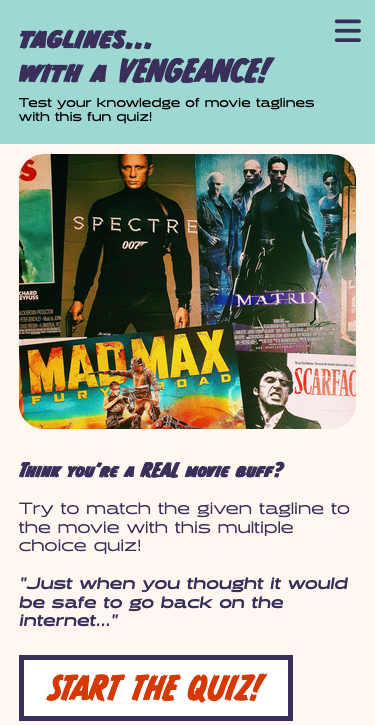 TAGLINES...
WITH A VENGEANCE!
Test your knowledge of movie taglines
with this fun quiz!
S
SPECTRE
007
MATRIX
CHARD
EYFUSS
MAD MAX
FURY ROAD
SCARFAC
THINK YOU'RE A REAL MOVIE BUFF?
Try to match the given tagline to
the movie with this multiple
choice quiz!
"Just when you thought it would
be safe to go back on the
internet..."
START THE QUIZ!